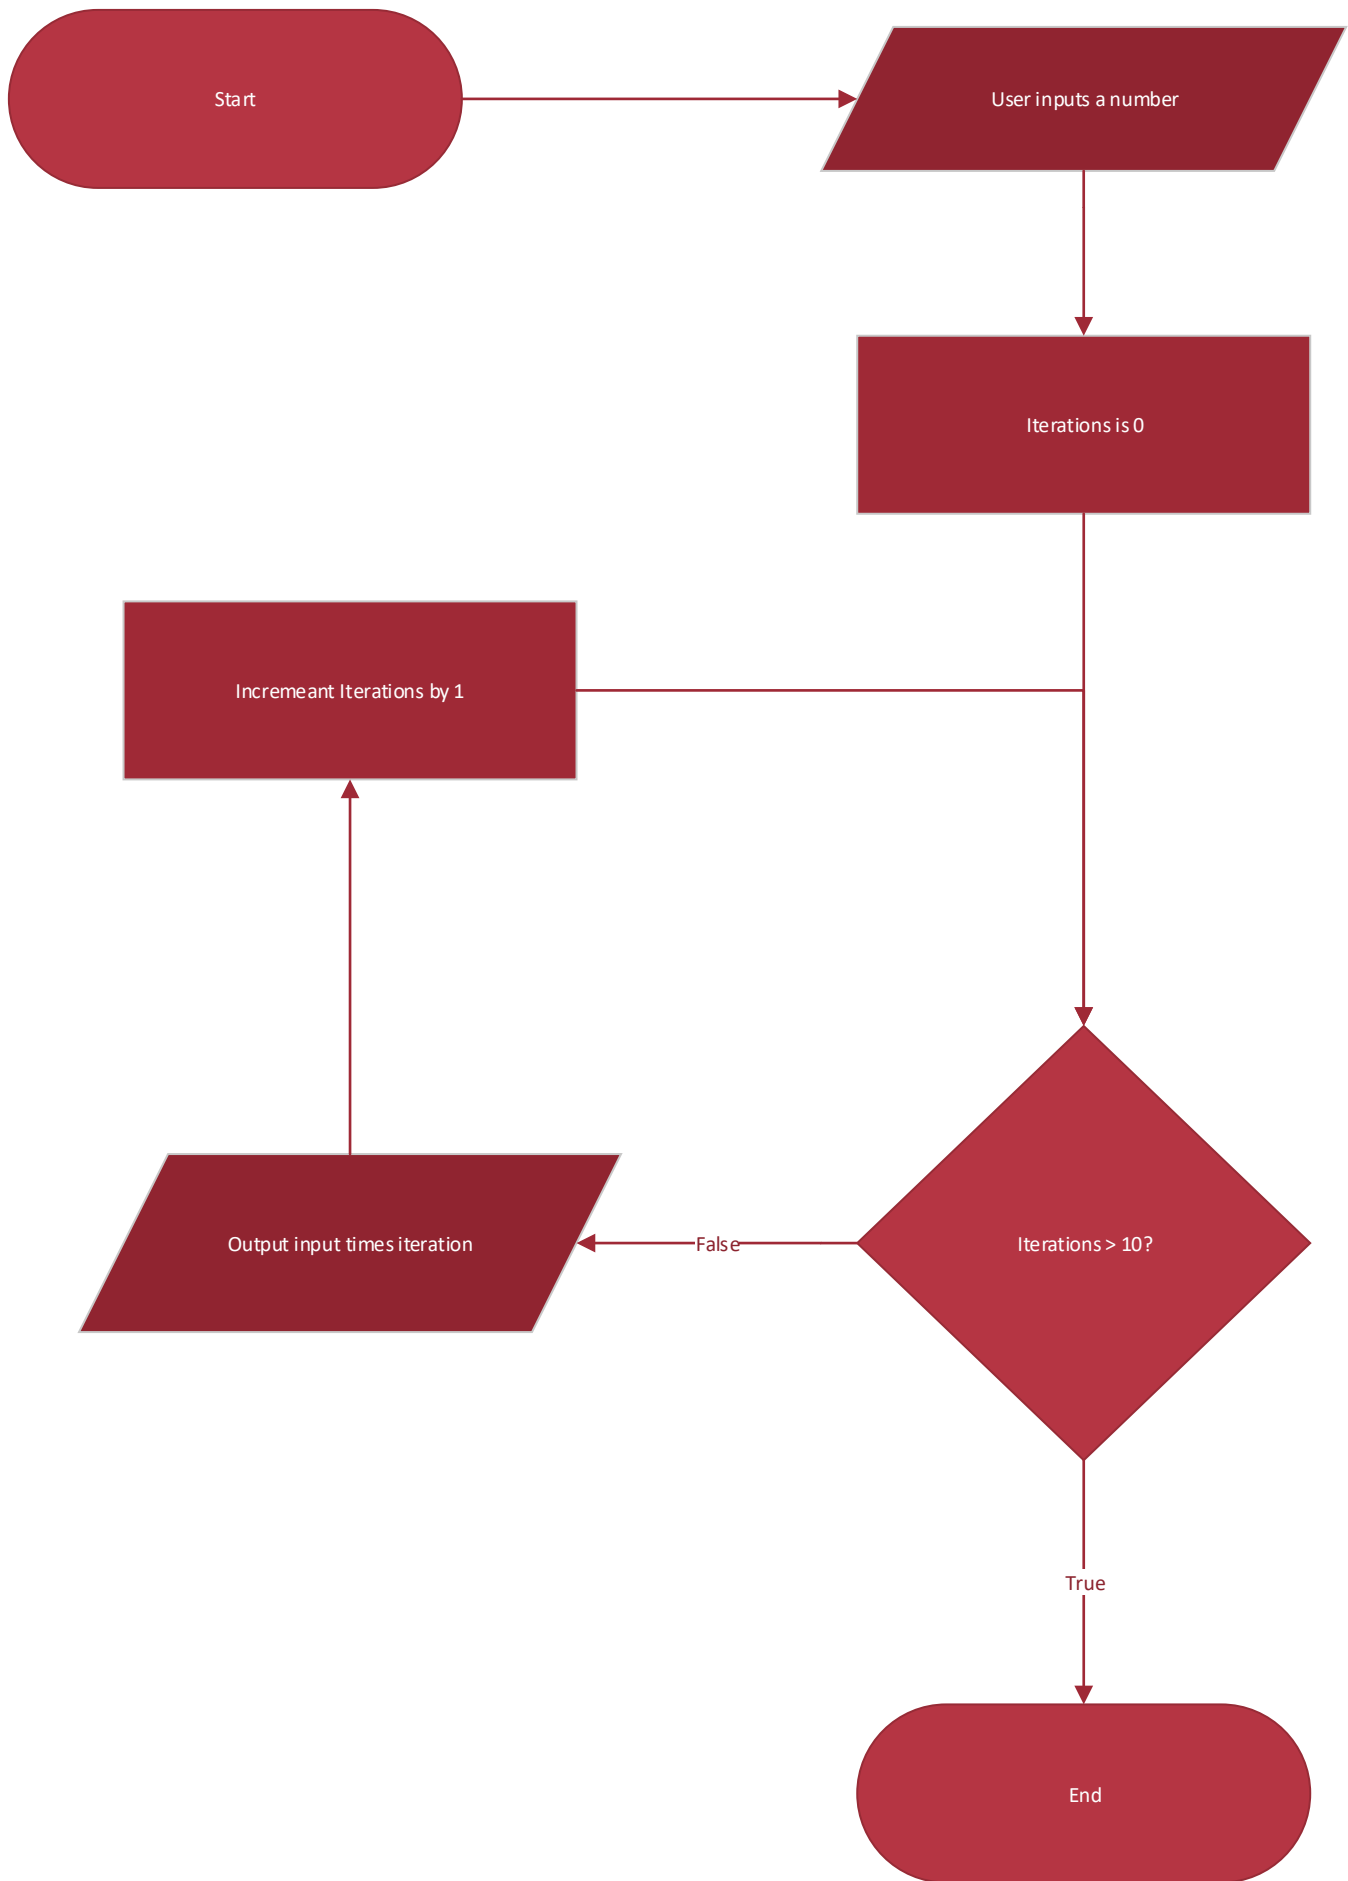 Start
User inputs a number
Iterations is 0
Incremeant Iterations by 1
Output input times iteration
False
Iterations > 10?
True
End